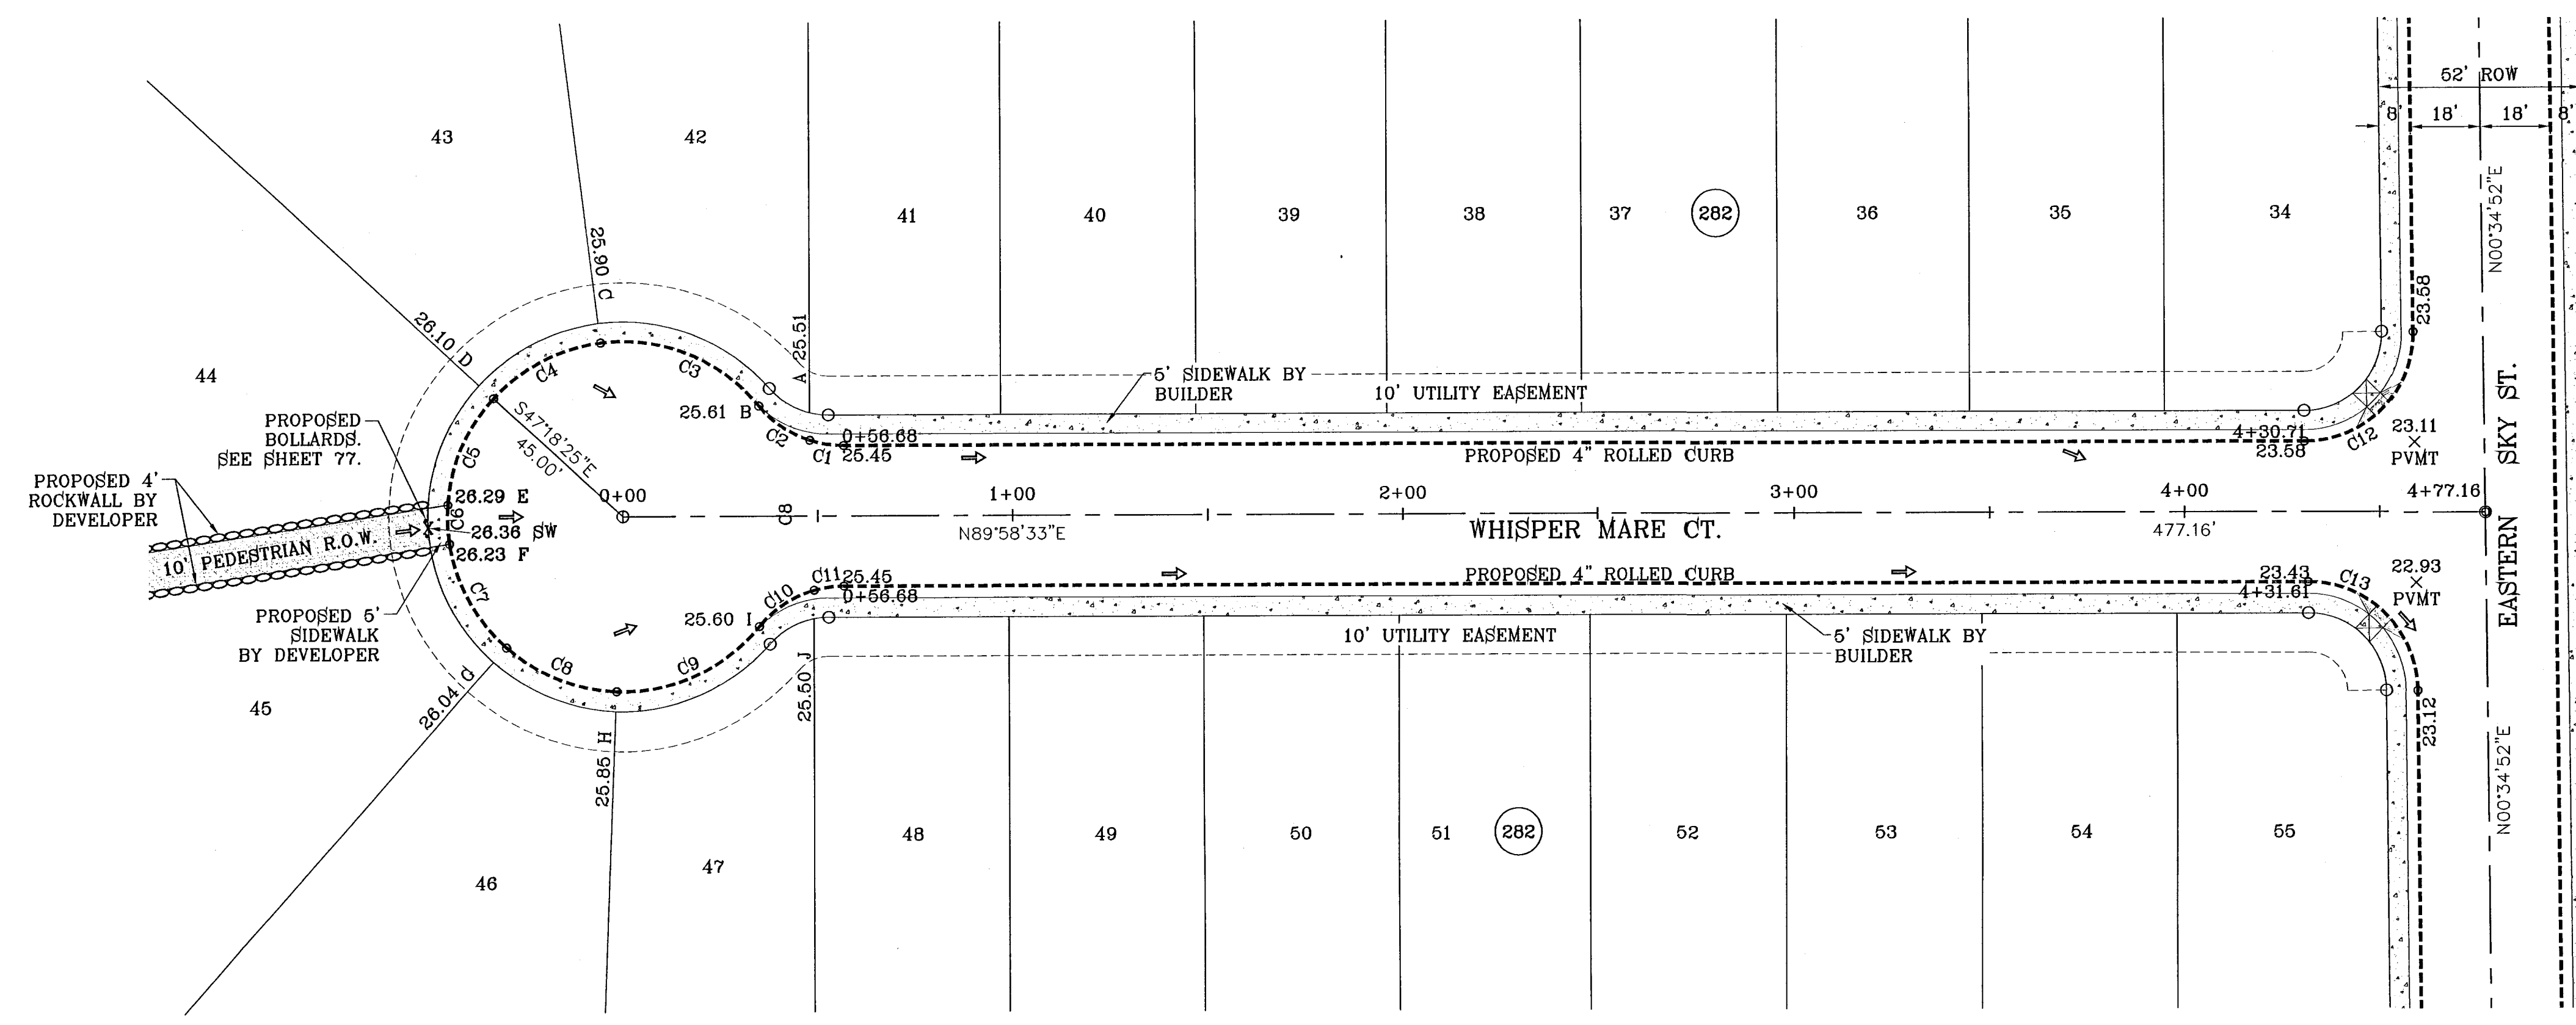 52' ROW
8'
18'
18'
8'
43
42
41
40
39
38
37
282
36
35
34
N00°34'52"E
25.90 C
23.58
26.10 D
25.51
A
44
C4
C3
5' SIDEWALK BY
BUILDER
10' UTILITY EASEMENT
SKY ST.
PROPOSED
BOLLARDS.
SEE SHEET 77.
S47°18'25"E
45.00'
25.61 B
C2
C1
0+56.68
25.45
4+30.71
23.58
C12
23.11
PVMT
PROPOSED 4" ROLLED CURB
C5
PROPOSED 4'
ROCKWALL BY
DEVELOPER
26.29 E
C6
0+00
1+00
2+00
3+00
4+00
4+77.16
CB
26.36 SW
N89°58'33"E
WHISPER MARE CT.
477.16'
10' PEDESTRIAN R.O.W.
26.23 F
EASTERN
C7
C11
25.45
0+56.68
PROPOSED 4" ROLLED CURB
23.43
4+31.61
C13
22.93
PVMT
C10
25.60 I
PROPOSED 5'
SIDEWALK
BY DEVELOPER
10' UTILITY EASEMENT
5' SIDEWALK BY
BUILDER
C8
C9
26.04 G
25.50 J
25.85 H
23.12
N00°34'52"E
45
46
47
48
49
50
51
282
52
53
54
55